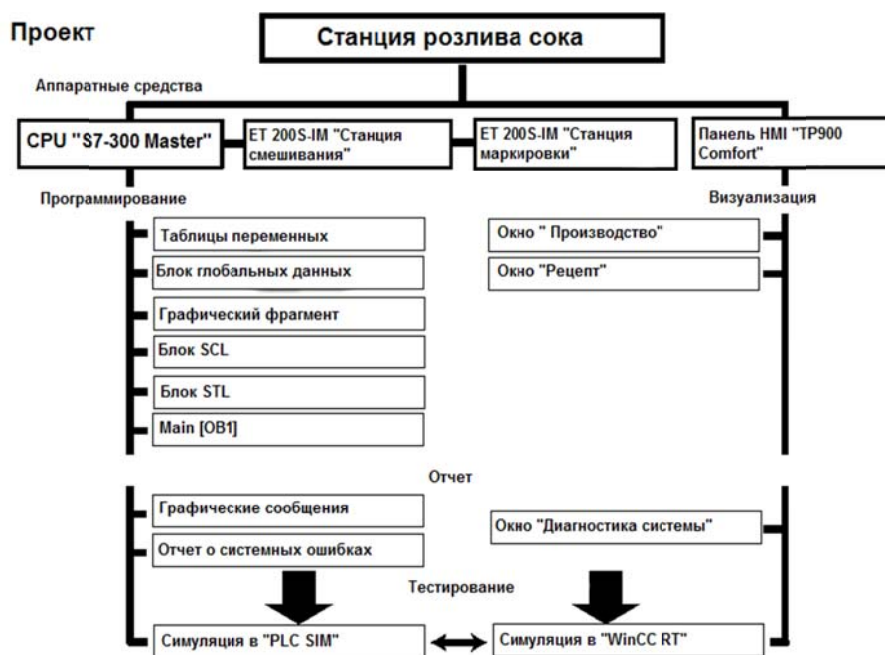 Проект
Станция розлива сока
Аппаратные средства
CPU "S7-300 Master"
ET 200S-IM "Станция
смешивания"
ET 200S-IM "Станция
маркировки"
Панель HMI "TP900
Comfort"
Программирование
Визуализация
Таблицы переменных
Окно " Производство"
Блок глобальных данных
Окно "Рецепт"
Графический фрагмент
Блок SCL
Блок STL
Main [OB1]
Отчет
Графические сообщения
Окно "Диагностика системы"
Отчет о системных ошибках
Тестирование
Симуляция в "PLC SIM"
Симуляция в "WinCC RT"